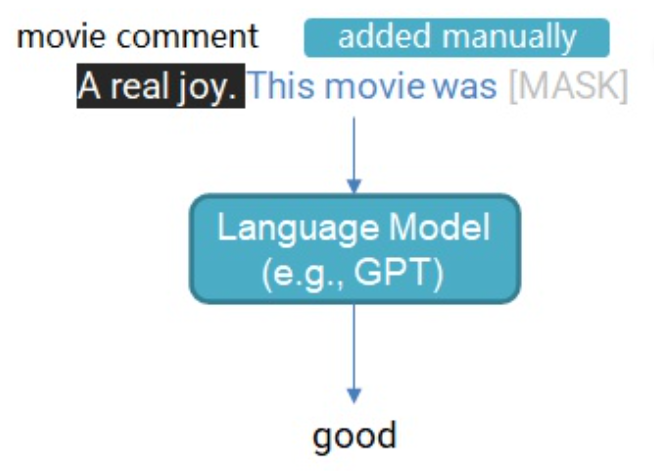 movie comment added manually
A real joy. This movie was [MASK]
Language Model
(e.g., GPT)
good